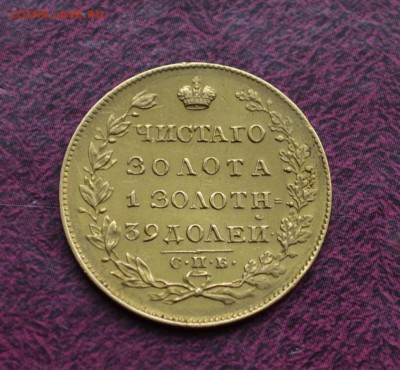 ЧИСТАГО
ЗОЛОТА
1 ЗОЛОТН=
39 ДОЛЕЙ·
С·П·Б·